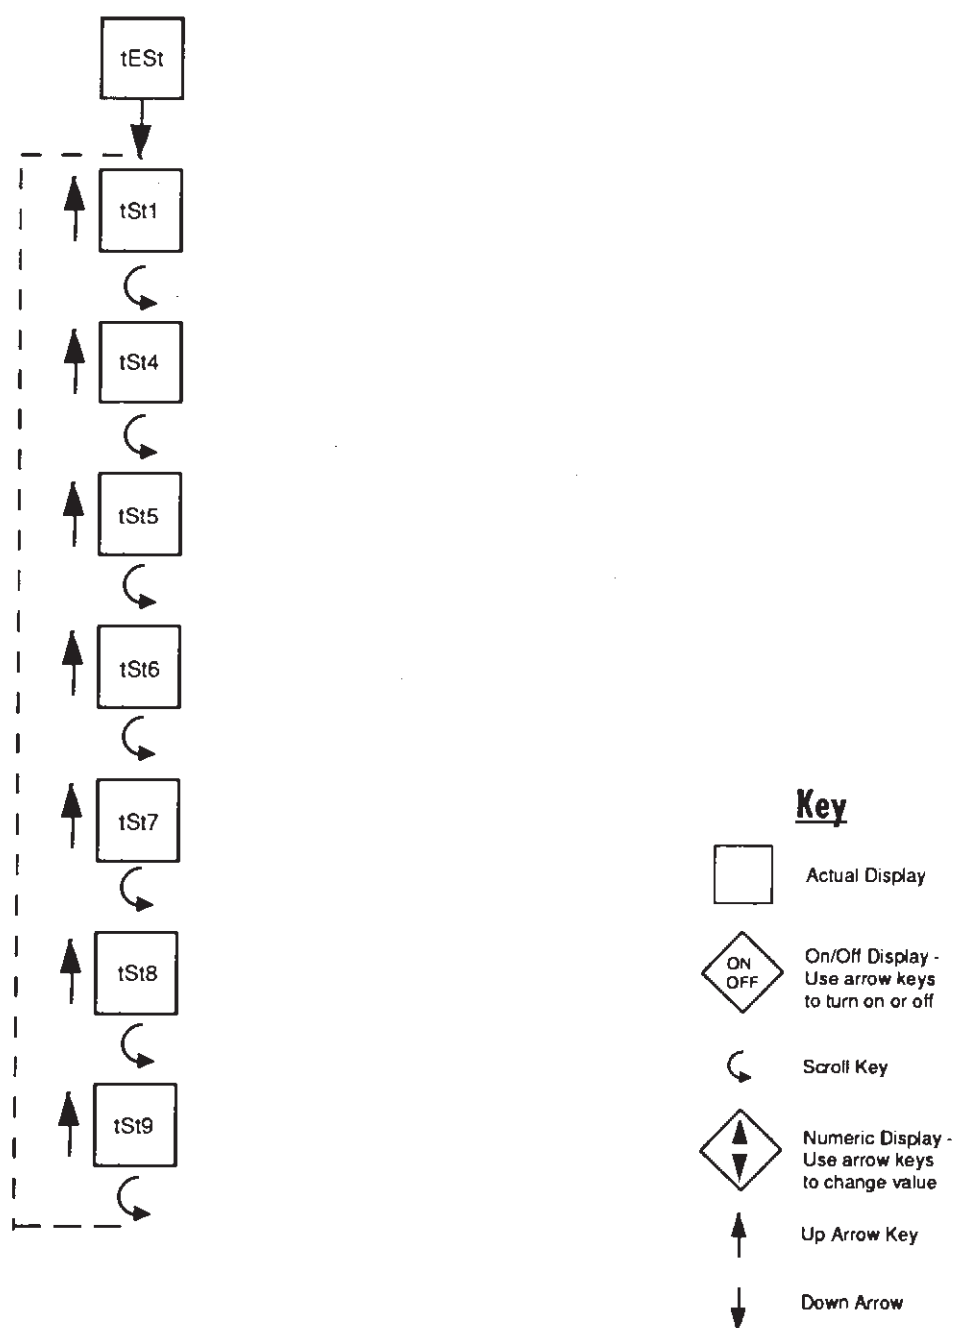 tESt
tSt1
tSt4
tSt5
tSt6
tSt7
tSt8
tSt9
Key
Actual Display
ON
OFF
On/Off Display -
Use arrow keys
to turn on or off
Scroll Key
Numeric Display -
Use arrow keys
to change value
Up Arrow Key
Down Arrow